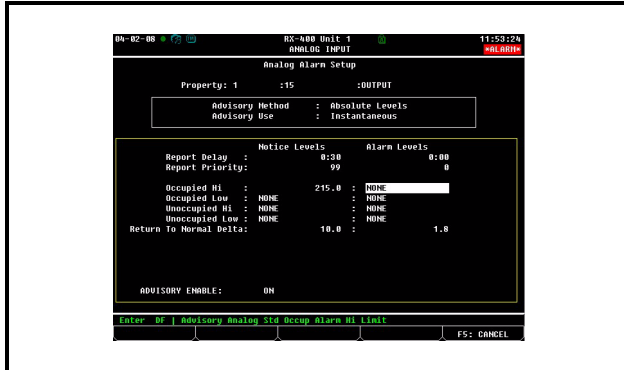 04-02-08 RX-400 Unit 1 11:53:24
ANALOG INPUT *ALARM*
Analog Alarm Setup
Property: 1 :15 :OUTPUT
Advisory Method : Absolute Levels
Advisory Use : Instantaneous
Notice Levels Alarm Levels
Report Delay : 0:30 0:00
Report Priority: 99 0
Occupied Hi : 215.0 : NONE
Occupied Low : NONE : NONE
Unoccupied Hi : NONE : NONE
Unoccupied Low : NONE : NONE
Return To Normal Delta: 10.0 : 1.8
ADVISORY ENABLE: ON
Enter DF | Advisory Analog Std Occup Alarm Hi Limit
F5: CANCEL